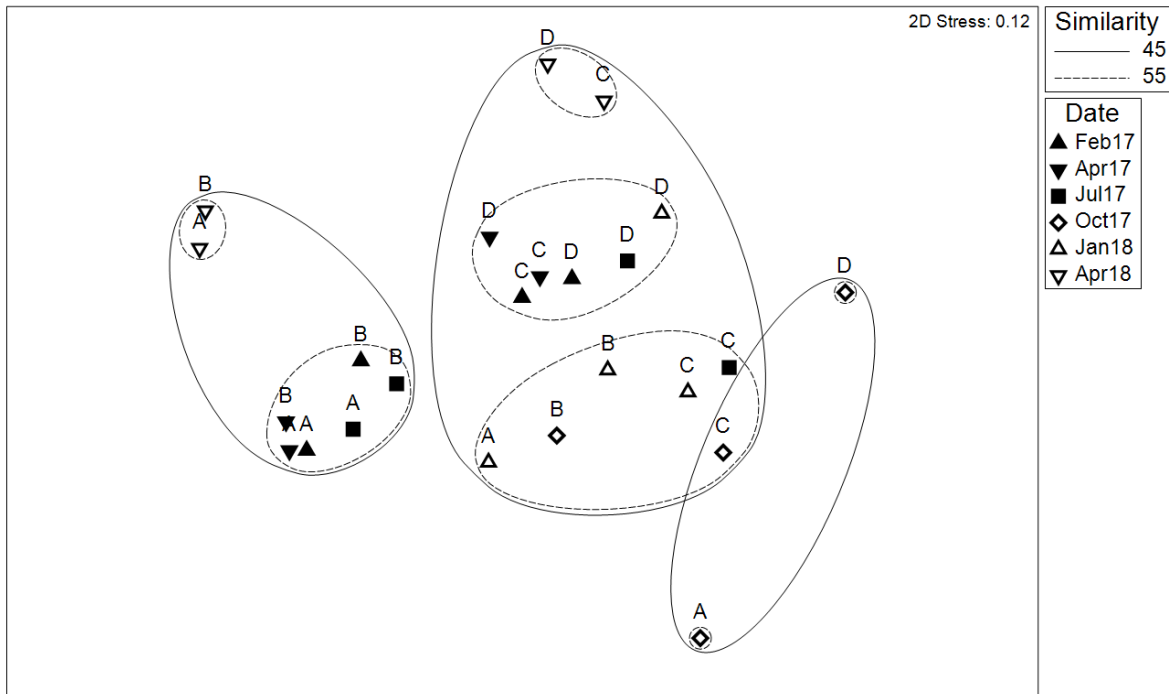 2D Stress: 0.12
Similarity
45
55
Date
Feb17
Apr17
Jul17
Oct17
Jan18
Apr18
D
C
B
A
D
D
C
D
D
C
D
B
B
B
A
A
A
B
C
C
B
A
C
A